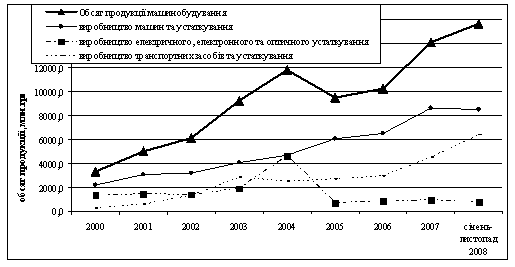 Обсяг продукції машинобудування
виробництво машин та устаткування
виробництво електричного, електронного та оптичного устаткування
виробництво транспортних засобів та устаткування
обсяг продукції, млн.грн
12000,0
10000,0
8000,0
6000,0
4000,0
2000,0
0,0
2000 2001 2002 2003 2004 2005 2006 2007 січень-
листопад
2008